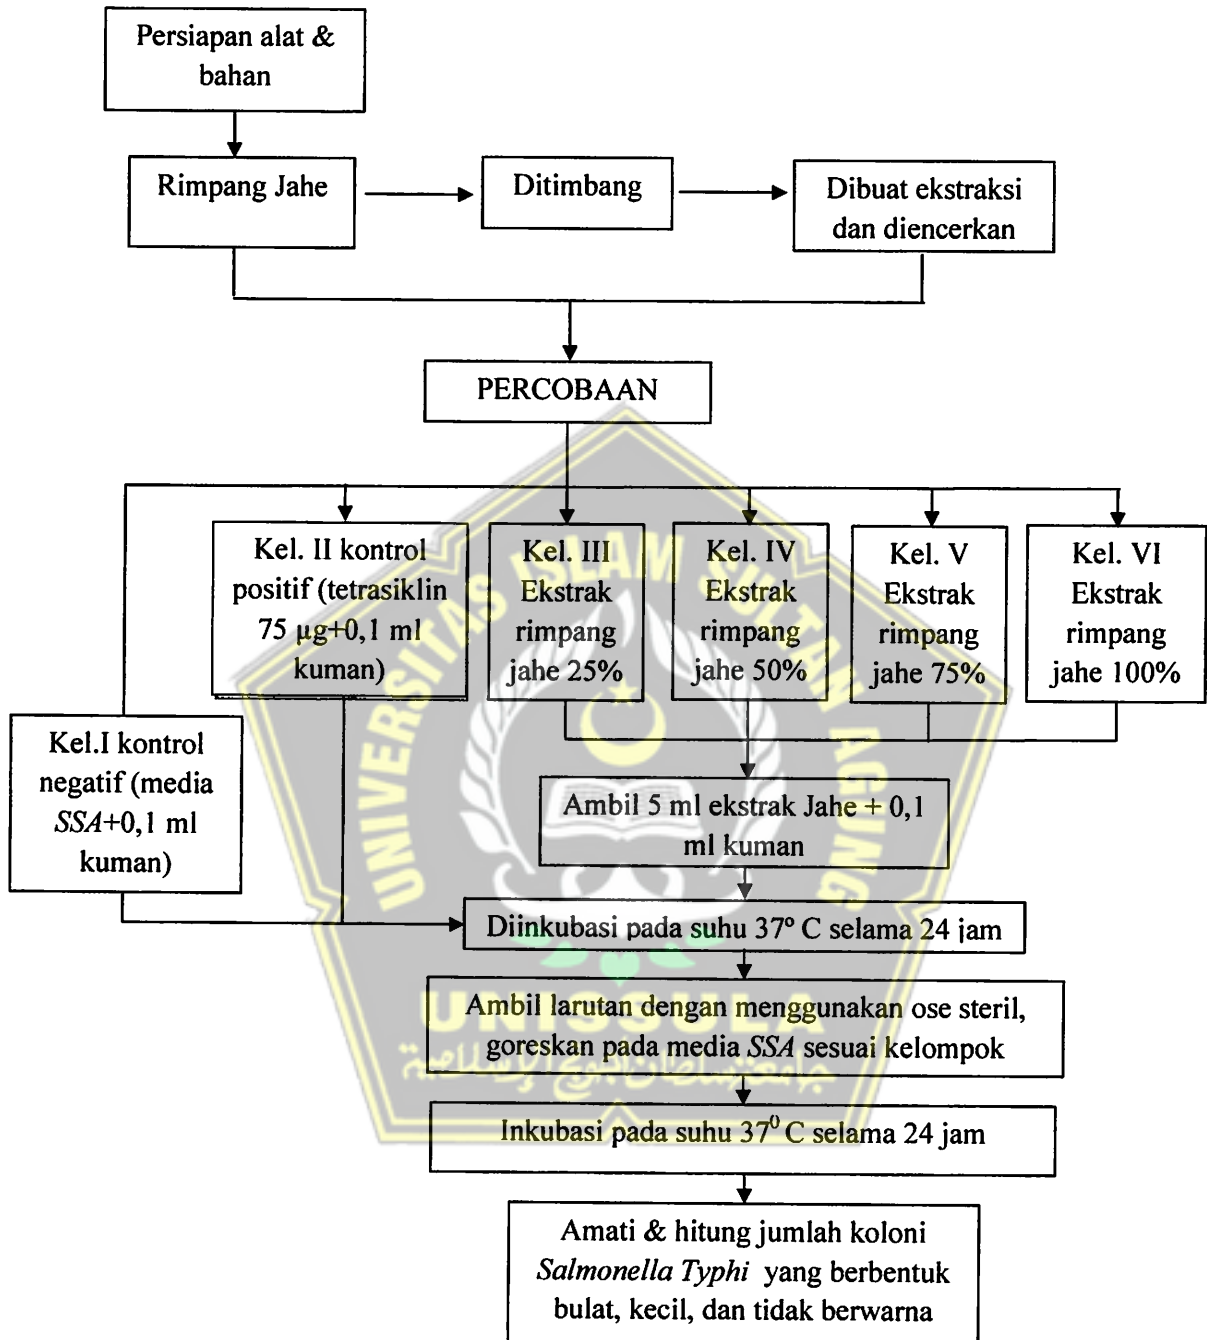 Persiapan alat &
bahan
Rimpang Jahe
Ditimbang
Dibuat ekstraksi
dan diencerkan
PERCOBAAN
Kel. II kontrol
positif (tetrasiklin
75 µg+0,1 ml
kuman)
Kel. III
Ekstrak
rimpang
jahe 25%
Kel. IV
Ekstrak
rimpang
jahe 50%
Kel. V
Ekstrak
rimpang
jahe 75%
Kel. VI
Ekstrak
rimpang
jahe 100%
Kel.I kontrol
negatif (media
SSA+0,1 ml
kuman)
Ambil 5 ml ekstrak Jahe + 0,1
ml kuman
Diinkubasi pada suhu 37º C selama 24 jam
Ambil larutan dengan menggunakan ose steril,
goreskan pada media SSA sesuai kelompok
Inkubasi pada suhu 37⁰ C selama 24 jam
Amati & hitung jumlah koloni
Salmonella Typhi yang berbentuk
bulat, kecil, dan tidak berwarna
UNIVERSITAS ISLAM SULTAN AGUNG
UNISSULA